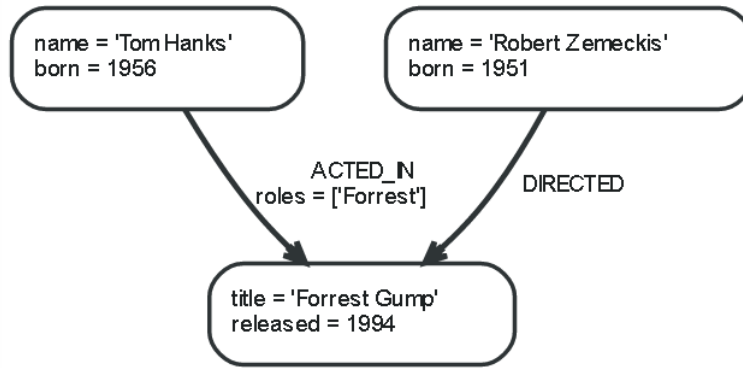 name = 'Tom Hanks'
born = 1956
name = 'Robert Zemeckis'
born = 1951
ACTED_IN
roles = ['Forrest']
DIRECTED
title = 'Forrest Gump'
released = 1994